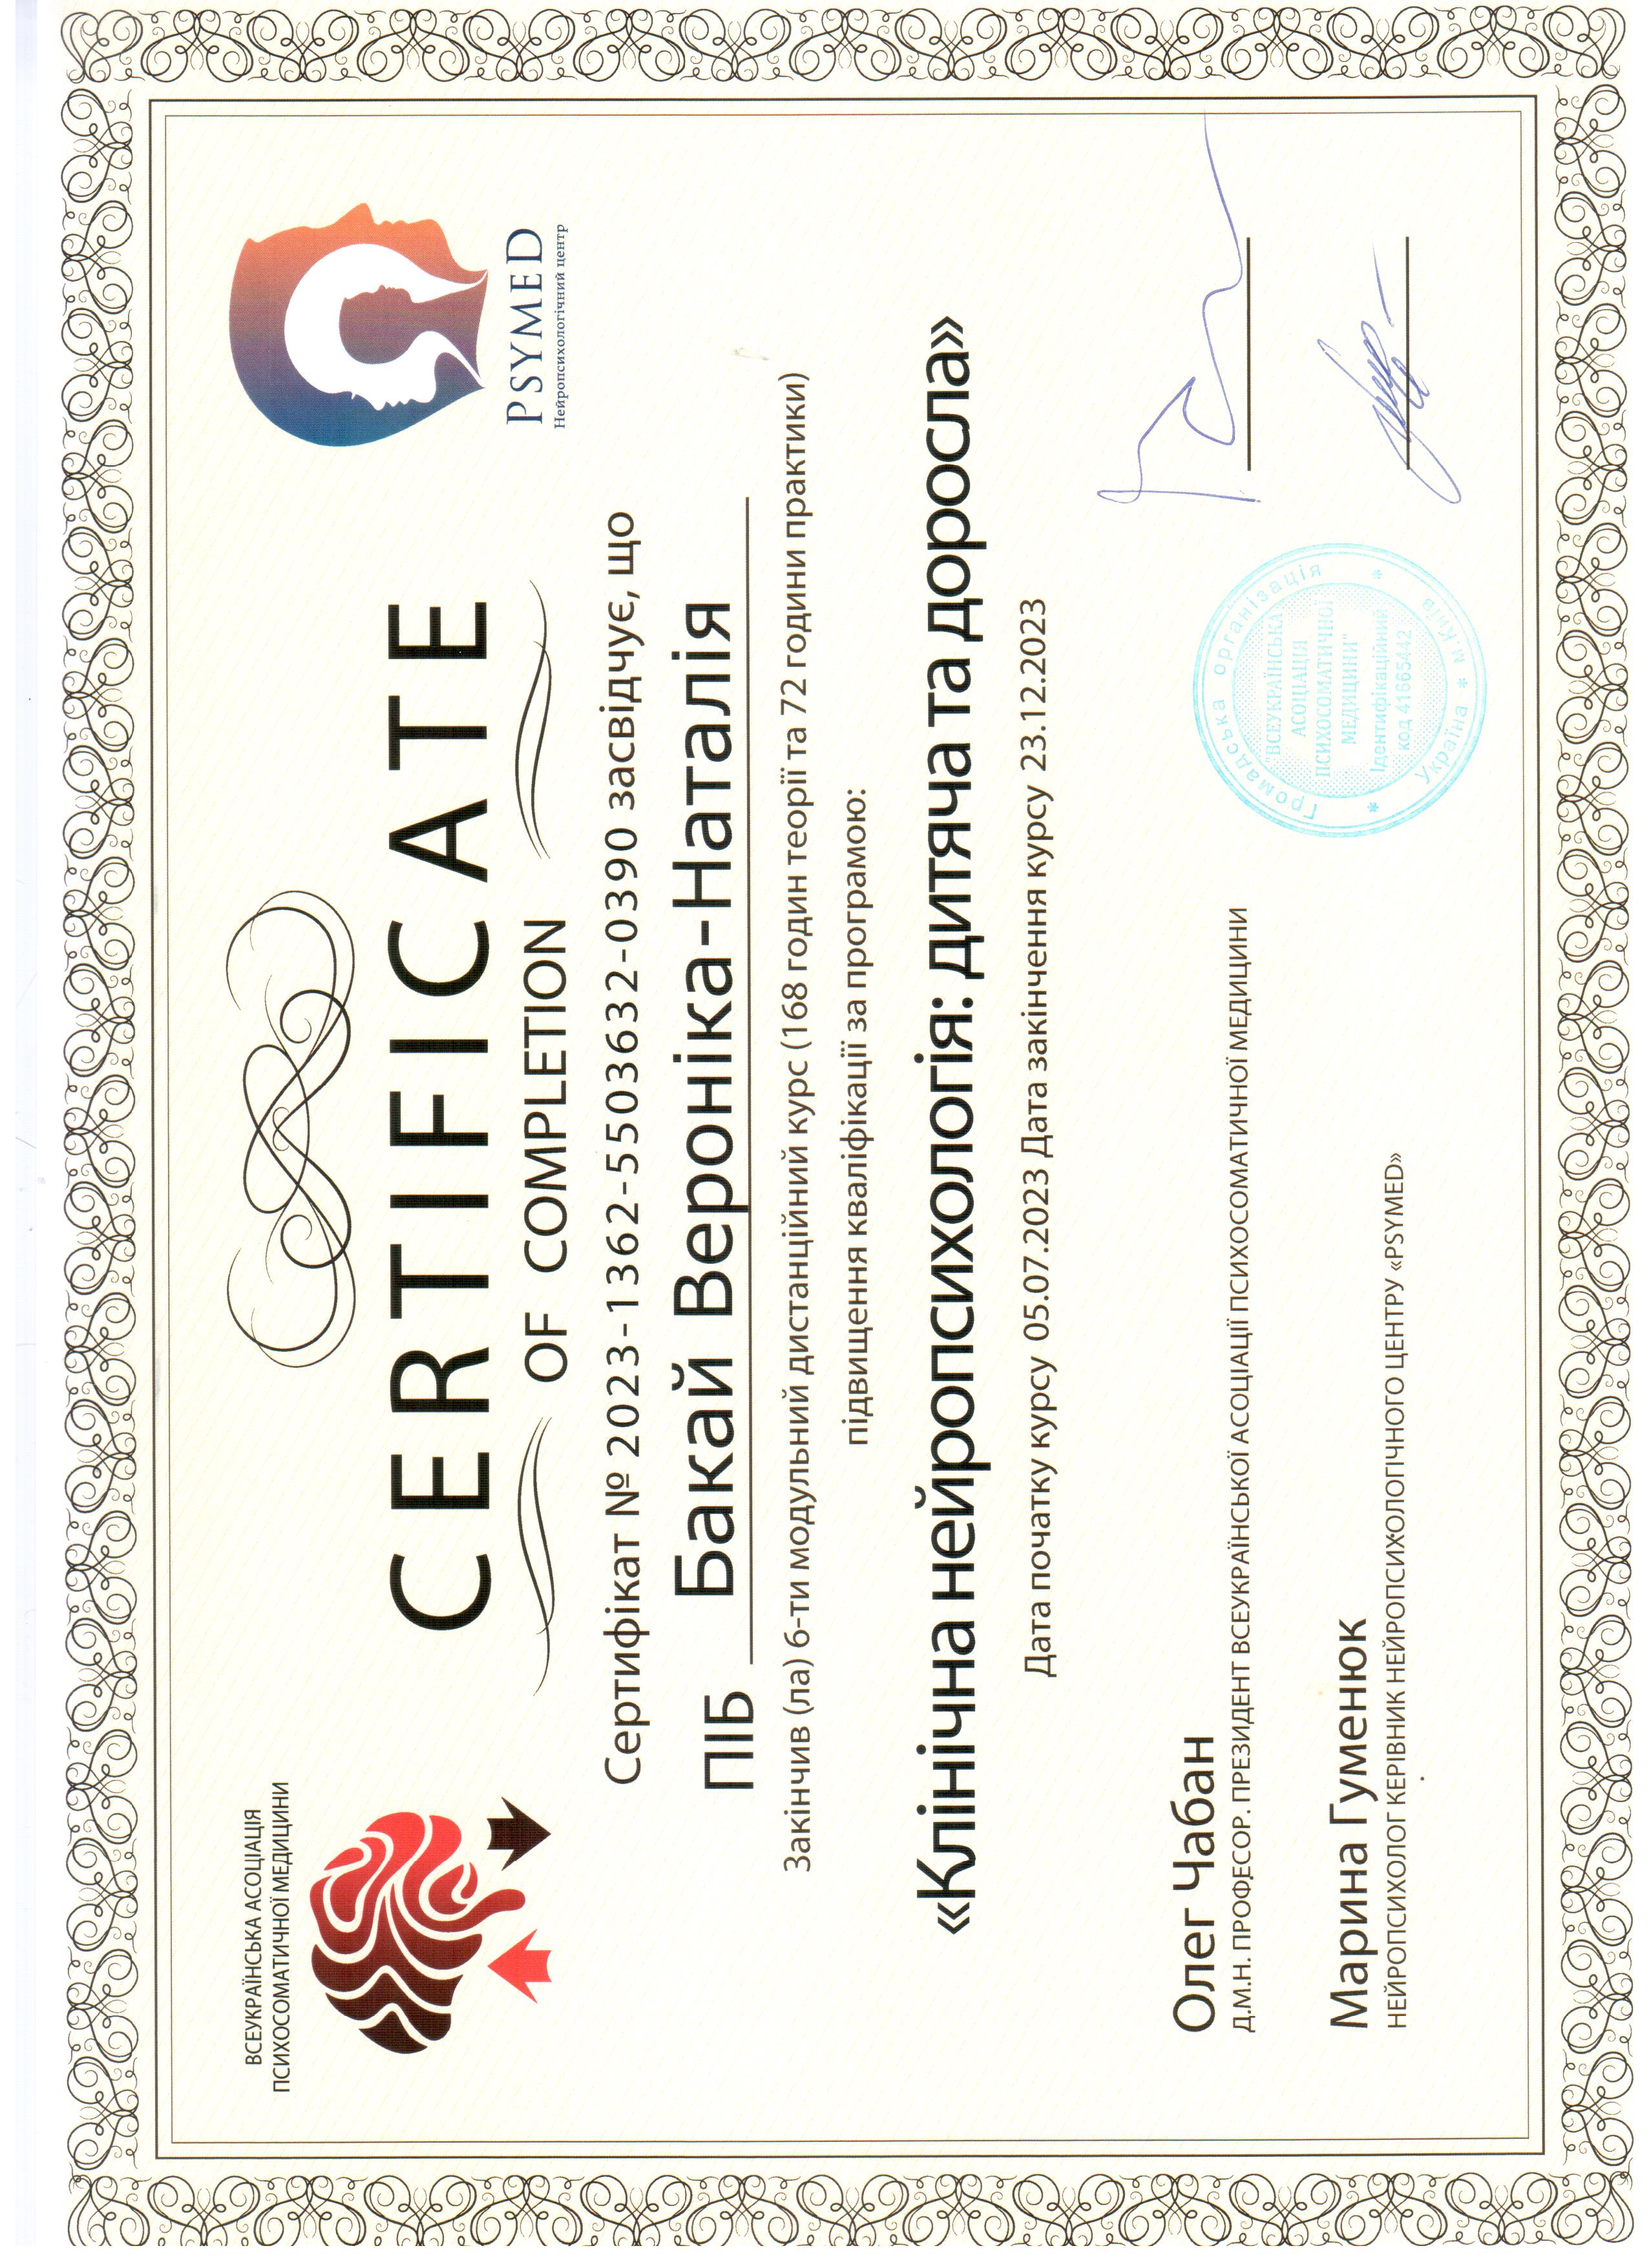 ВСЕУКРАЇНСЬКА АСОЦІАЦІЯ
ПСИХОСОМАТИЧНОЇ МЕДИЦИНИ
PSYMED
Нейропсихологічний центр
CERTIFICATE
OF COMPLETION
Сертифікат № 2023-1362-5503632-0390 засвідчує, що
ПІБ Бакай Вероніка-Наталія
Закінчив (ла) 6-ти модульний дистанційний курс (168 годин теорії та 72 години практики)
підвищення кваліфікації за програмою:
«Клінічна нейропсихологія: дитяча та доросла»
Дата початку курсу 05.07.2023 Дата закінчення курсу 23.12.2023
Олег Чабан
Д.М.Н. ПРОФЕСОР. ПРЕЗИДЕНТ ВСЕУКРАЇНСЬКОЇ АСОЦІАЦІЇ ПСИХОСОМАТИЧНОЇ МЕДИЦИНИ
Марина Гуменюк
НЕЙРОПСИХОЛОГ КЕРІВНИК НЕЙРОПСИХОЛОГІЧНОГО ЦЕНТРУ «PSYMED»
Громадська організація
"ВСЕУКРАЇНСЬКА
АСОЦІАЦІЯ
ПСИХОСОМАТИЧНОЇ
МЕДИЦИНИ"
Ідентифікаційний
код 41665442
* Україна * м.Київ *